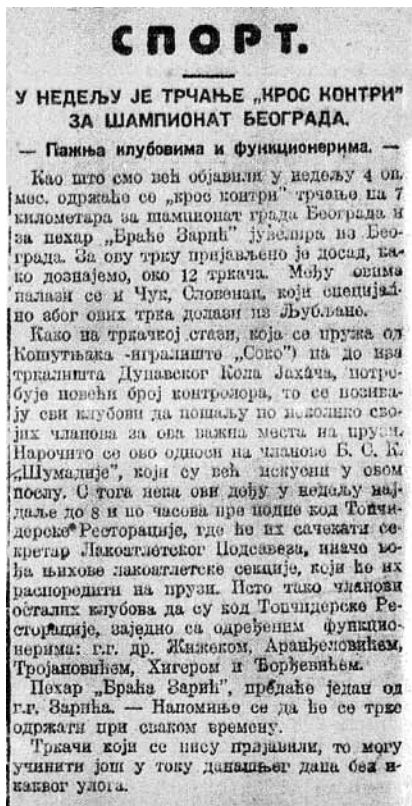 СПОРТ.
У НЕДЕЉУ ЈЕ ТРЧАЊЕ „КРОС КОНТРИ”
ЗА ШАМПИОНАТ БЕОГРАДА.
— Пажња клубовима и функционерима. —
Као што смо већ објавили у недељу 4 ов.
мес. одржаће се „крос контри” трчање на 7
километара за шампионат града Београда и
за пехар „Браће Зарић” јувелира из Бео-
града. За ову трку пријављено је досад, ка-
ко дознајемо, око 12 тркача. Међу овима
налази се и Чук, Словенац, који специјал-
но због ових трка долази из Љубљане.
Како на тркачкој стази, која се пружа од
Кошутњака -игралиште „Соко”) па до иза
тркалишта Дунавског Кола Јахача, потре-
бује повећи број контролора, то се позива-
ју сви клубови да пошаљу по неколико сво-
јих чланова за ова важна места на прузи.
Нарочито се ово односи на чланове Б. С. К.
„Шумадије”, који су већ искусни у овом
послу. С тога нека ови дођу у недељу нај-
даље до 8 и по часова пре подне код Топчи-
дерске Ресторације, где ће их сачекати се-
кретар Лакоатлетског Подсавеза, иначе во-
ђа њихове лакоатлетске секције, који ће их
распоредити на прузи. Исто тако чланови
осталих клубова да су код Топчидерске Ре-
сторације, заједно са одређеним функцио-
нерима: г.г. др. Жижеком, Аранђеловићем,
Тројановићем, Хигером и Ђорђевићем.
Пехар „Браћа Зарић”, предаће један од
г.г. Зарића. — Напомиње се да ће се трке
одржати при сваком времену.
Тркачи који се нису пријавили, то могу
учинити још у току данашњег дана без и-
каквог улога.